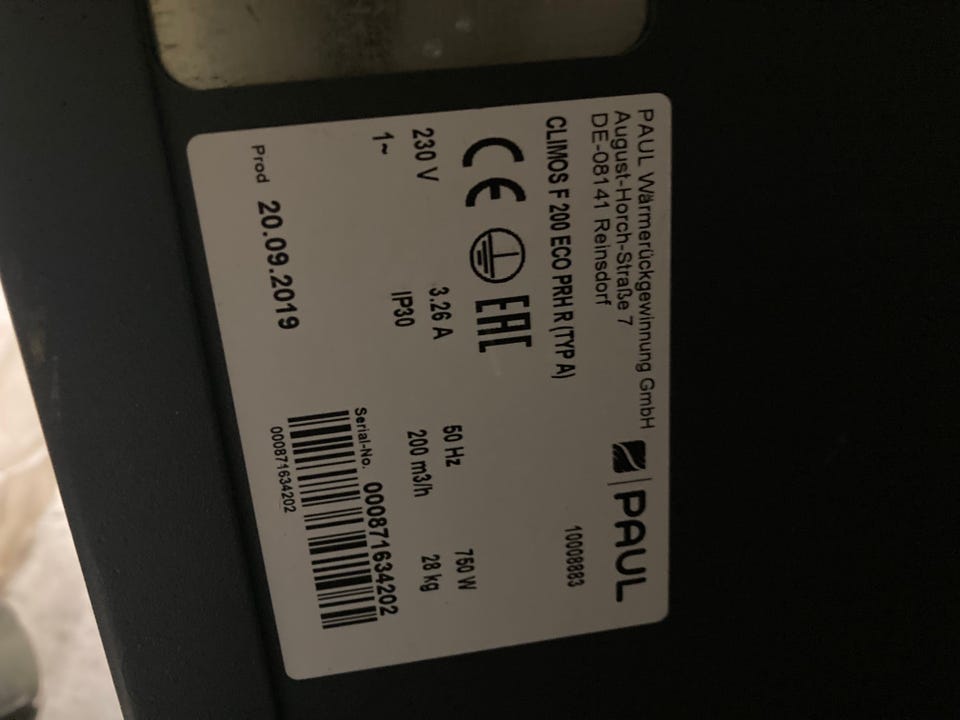 PAUL Wärmerückgewinnung GmbH
August-Horch-Straße 7
DE-08141 Reinsdorf
PAUL
CLIMOS F 200 ECO PRH R (TYP A)
10008883
CE EAC
230 V 3.26 A 50 Hz 750 W
1~ IP30 200 m3/h 28 kg
Serial-No. 000871634202
Prod 20.09.2019
000871634202